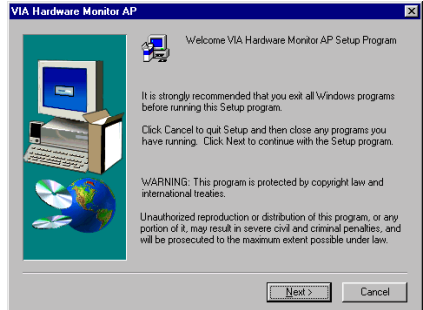 VIA Hardware Monitor AP
Welcome VIA Hardware Monitor AP Setup Program
It is strongly recommended that you exit all Windows programs
before running this Setup program.
Click Cancel to quit Setup and then close any programs you
have running. Click Next to continue with the Setup program.
WARNING: This program is protected by copyright law and
international treaties.
Unauthorized reproduction or distribution of this program, or any
portion of it, may result in severe civil and criminal penalties, and
will be prosecuted to the maximum extent possible under law.
Next >
Cancel